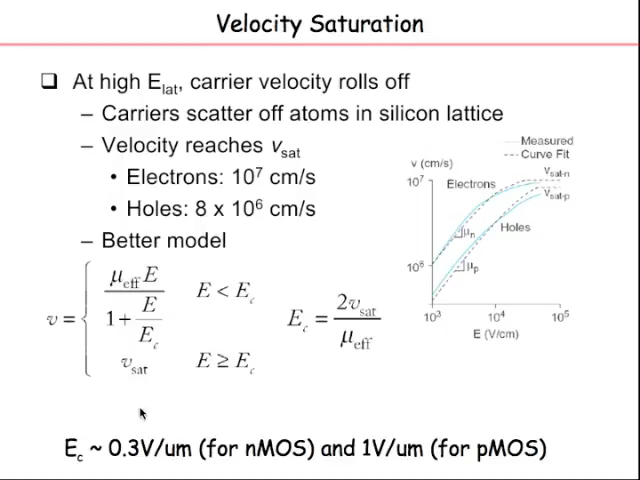 Velocity Saturation
❑ At high E_lat, carrier velocity rolls off
– Carriers scatter off atoms in silicon lattice
– Velocity reaches v_sat
• Electrons: 10^7 cm/s
• Holes: 8 x 10^6 cm/s
– Better model
v = { μ_eff E / (1 + E / E_c) E < E_c
v_sat E ≥ E_c
E_c = 2v_sat / μ_eff
Measured
Curve Fit
v (cm/s)
v_sat-n
10^7
Electrons
v_sat-p
μ_n
Holes
10^6
μ_p
10^3 10^4 10^5
E (V/cm)
E_c ~ 0.3V/um (for nMOS) and 1V/um (for pMOS)